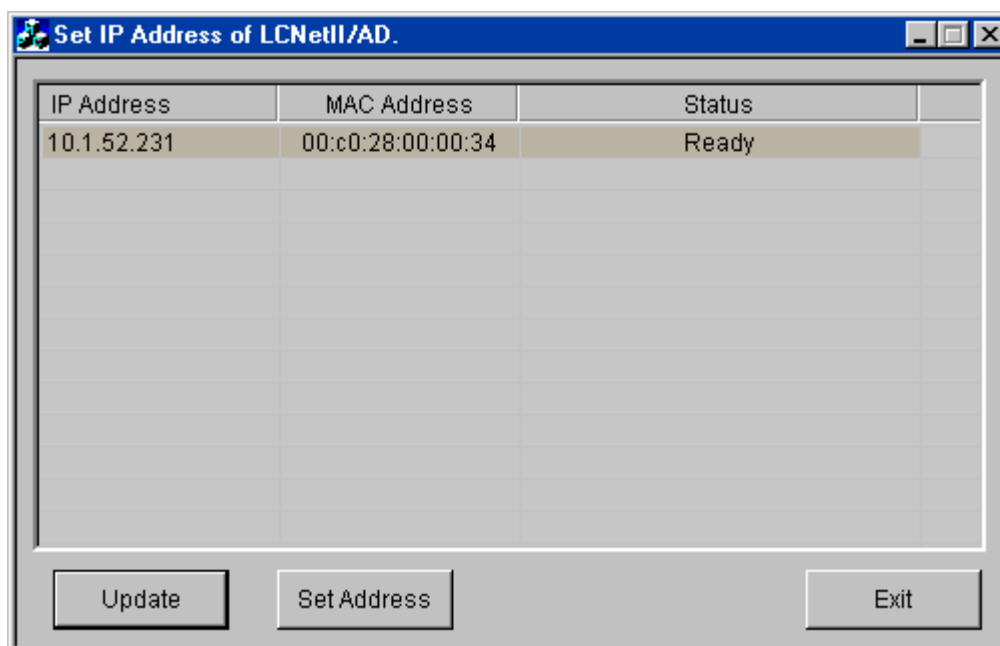 Set IP Address of LCNetII/AD.
IP Address MAC Address Status
10.1.52.231 00:c0:28:00:00:34 Ready
Update Set Address Exit